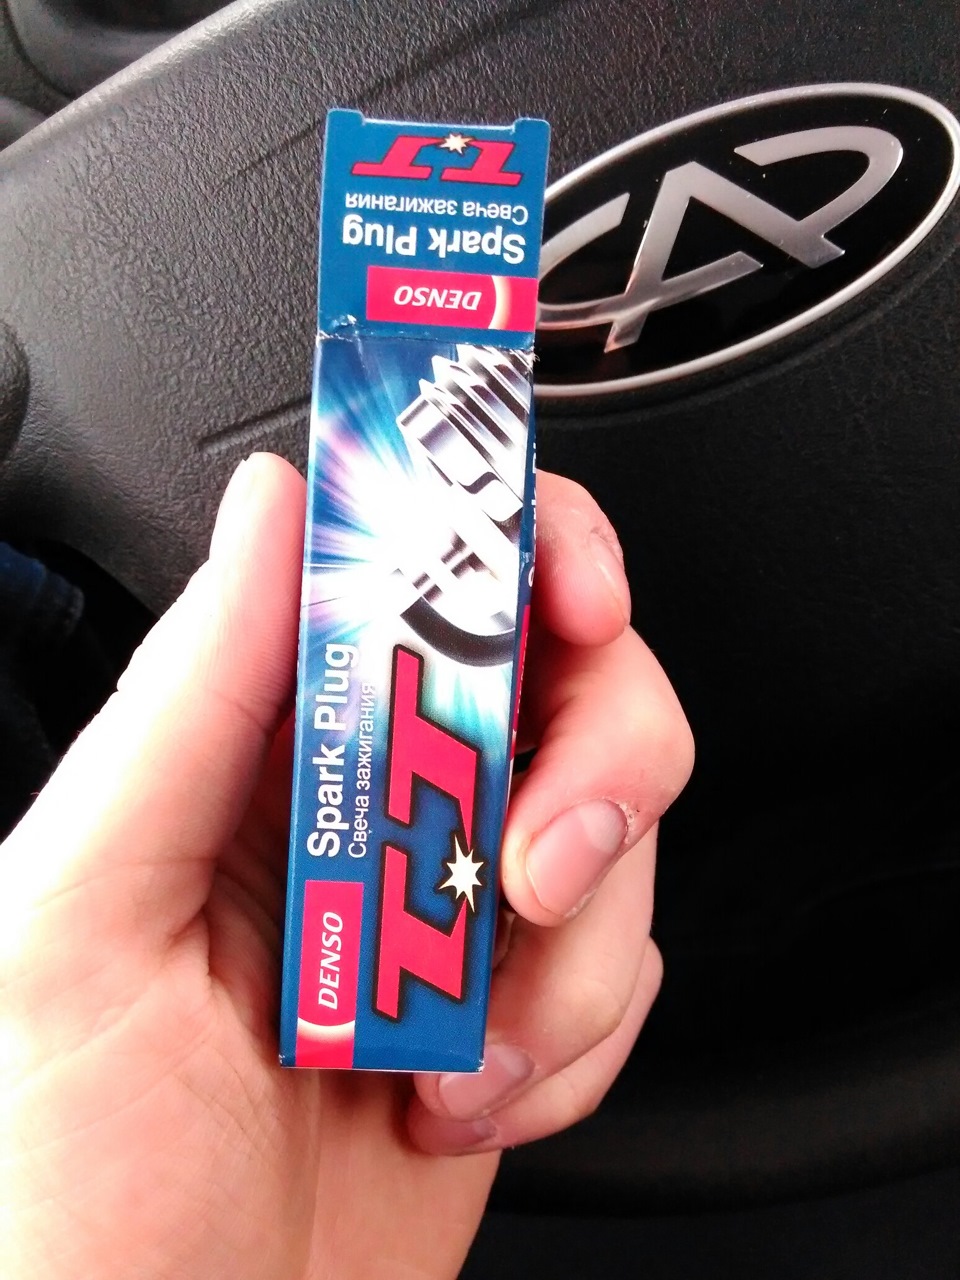 TT
Свеча зажигания
Spark Plug
DENSO
Spark Plug
Свеча зажигания
TT
DENSO